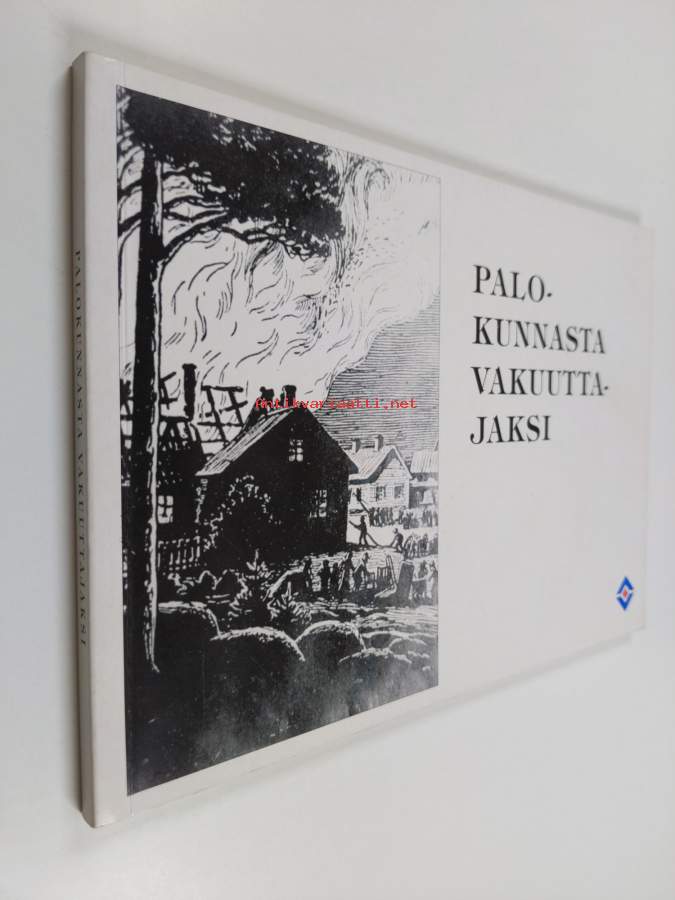 PALO-
KUNNASTA
VAKUUTTA-
JAKSI
PALOKUNNASTA VAKUUTTAJAKSI
Antikvariaatti.net